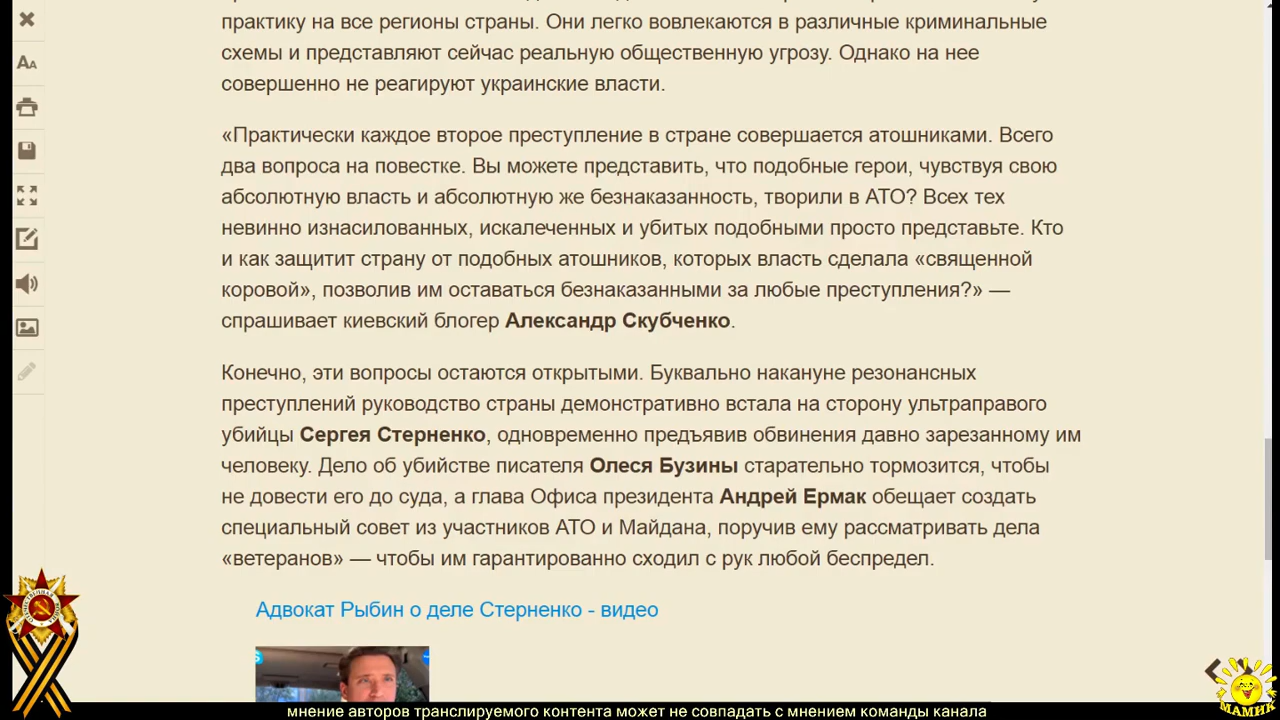 практику на все регионы страны. Они легко вовлекаются в различные криминальные
схемы и представляют сейчас реальную общественную угрозу. Однако на нее
совершенно не реагируют украинские власти.
«Практически каждое второе преступление в стране совершается атошниками. Всего
два вопроса на повестке. Вы можете представить, что подобные герои, чувствуя свою
абсолютную власть и абсолютную же безнаказанность, творили в АТО? Всех тех
невинно изнасилованных, искалеченных и убитых подобными просто представьте. Кто
и как защитит страну от подобных атошников, которых власть сделала «священной
коровой», позволив им оставаться безнаказанными за любые преступления?» —
спрашивает киевский блогер Александр Скубченко.
Конечно, эти вопросы остаются открытыми. Буквально накануне резонансных
преступлений руководство страны демонстративно встала на сторону ультраправого
убийцы Сергея Стерненко, одновременно предъявив обвинения давно зарезанному им
человеку. Дело об убийстве писателя Олеся Бузины старательно тормозится, чтобы
не довести его до суда, а глава Офиса президента Андрей Ермак обещает создать
специальный совет из участников АТО и Майдана, поручив ему рассматривать дела
«ветеранов» — чтобы им гарантированно сходил с рук любой беспредел.
Адвокат Рыбин о деле Стерненко - видео
МАМИК
мнение авторов транслируемого контента может не совпадать с мнением команды канала